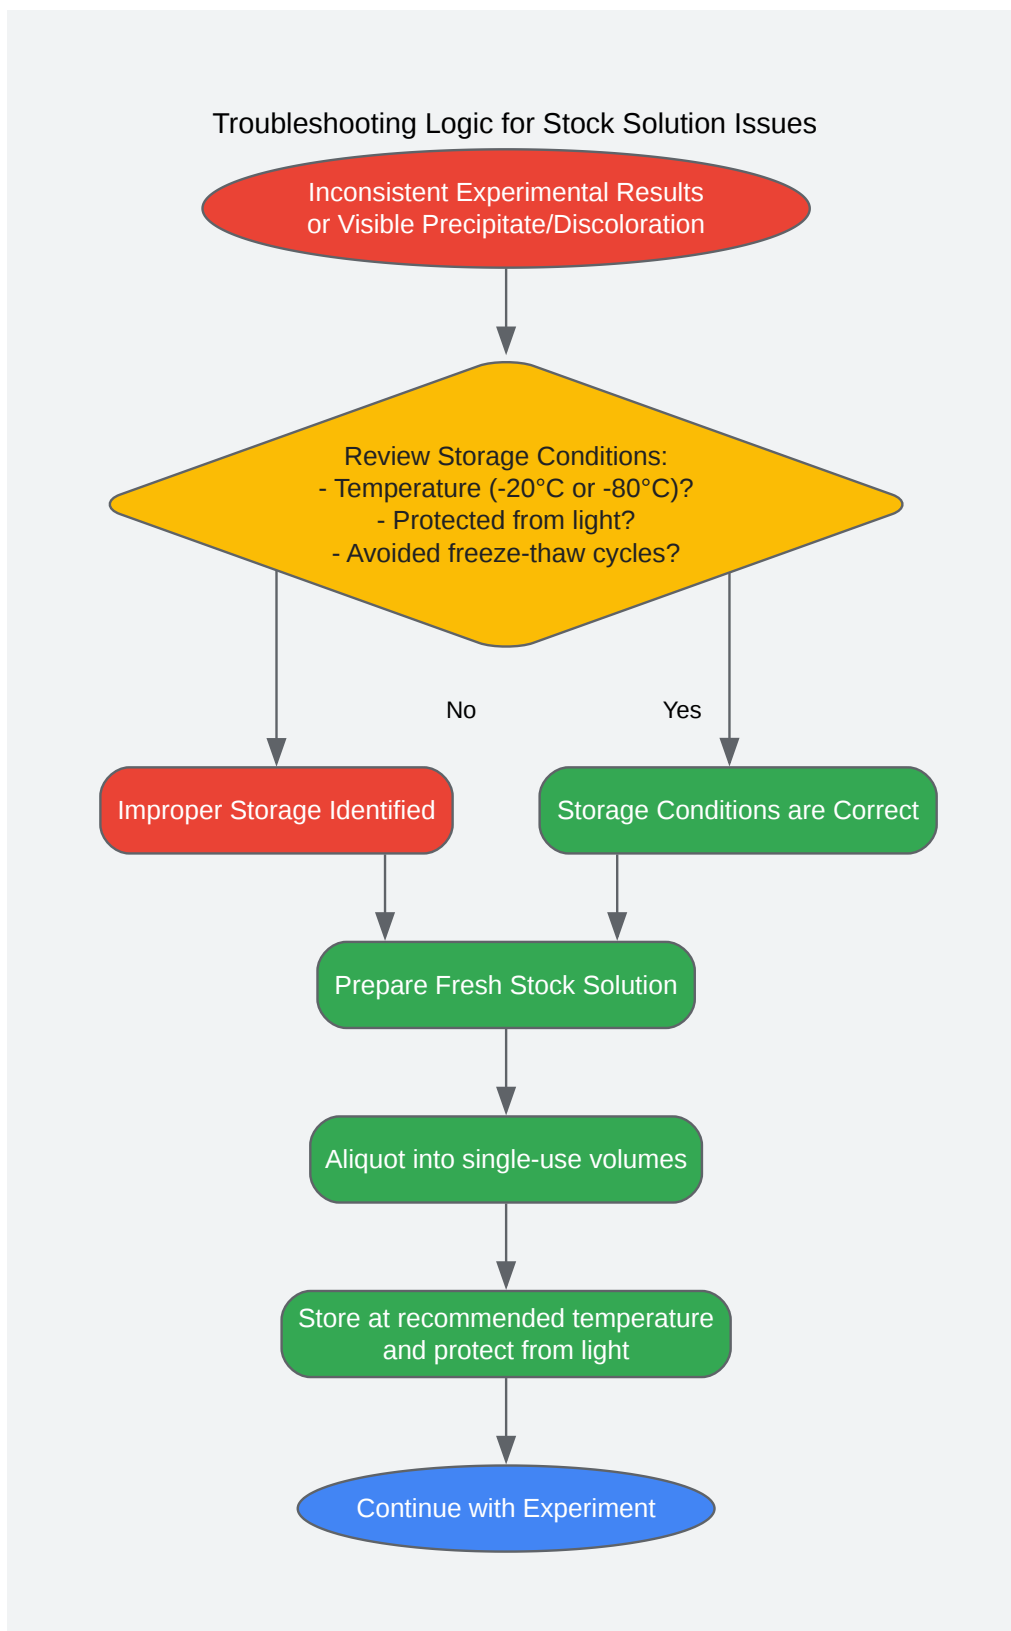 Troubleshooting Logic for Stock Solution Issues
Inconsistent Experimental Results
or Visible Precipitate/Discoloration
Review Storage Conditions:
- Temperature (-20°C or -80°C)?
- Protected from light?
- Avoided freeze-thaw cycles?
No
Yes
Improper Storage Identified
Storage Conditions are Correct
Prepare Fresh Stock Solution
Aliquot into single-use volumes
Store at recommended temperature
and protect from light
Continue with Experiment